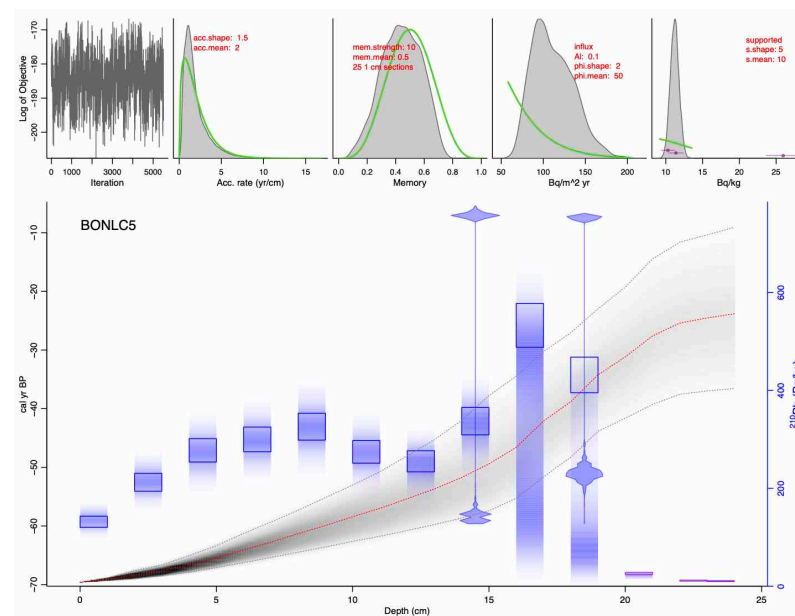 Log of Objective
-170
-180
-190
-200
0
1000
3000
5000
Iteration
acc.shape: 1.5
acc.mean: 2
0
5
10
15
Acc. rate (yr/cm)
mem.strength: 10
mem.mean: 0.5
25 1 cm sections
0.0
0.2
0.4
0.6
0.8
1.0
Memory
influx
Al: 0.1
phi.shape: 2
phi.mean: 50
50
100
150
200
Bq/m^2 yr
supported
s.shape: 5
s.mean: 10
10
15
20
25
Bq/kg
BONLC5
cal yr BP
-10
-20
-30
-40
-50
-60
-70
0
5
10
15
20
25
Depth (cm)
600
400
200
0